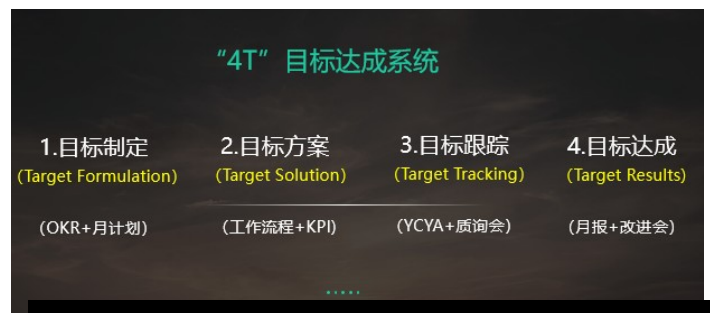 “4T”目标达成系统
1.目标制定
(Target Formulation)
(OKR+月计划)
2.目标方案
(Target Solution)
(工作流程+KPI)
3.目标跟踪
(Target Tracking)
(YCYA+质询会)
4.目标达成
(Target Results)
(月报+改进会)